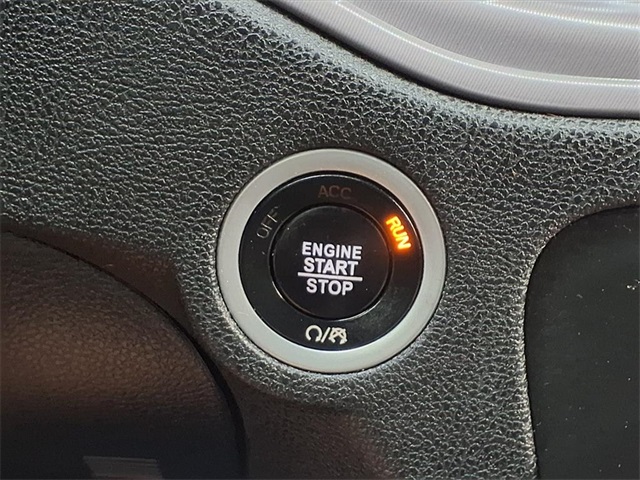 ACC
OFF
RUN
ENGINE
START
STOP